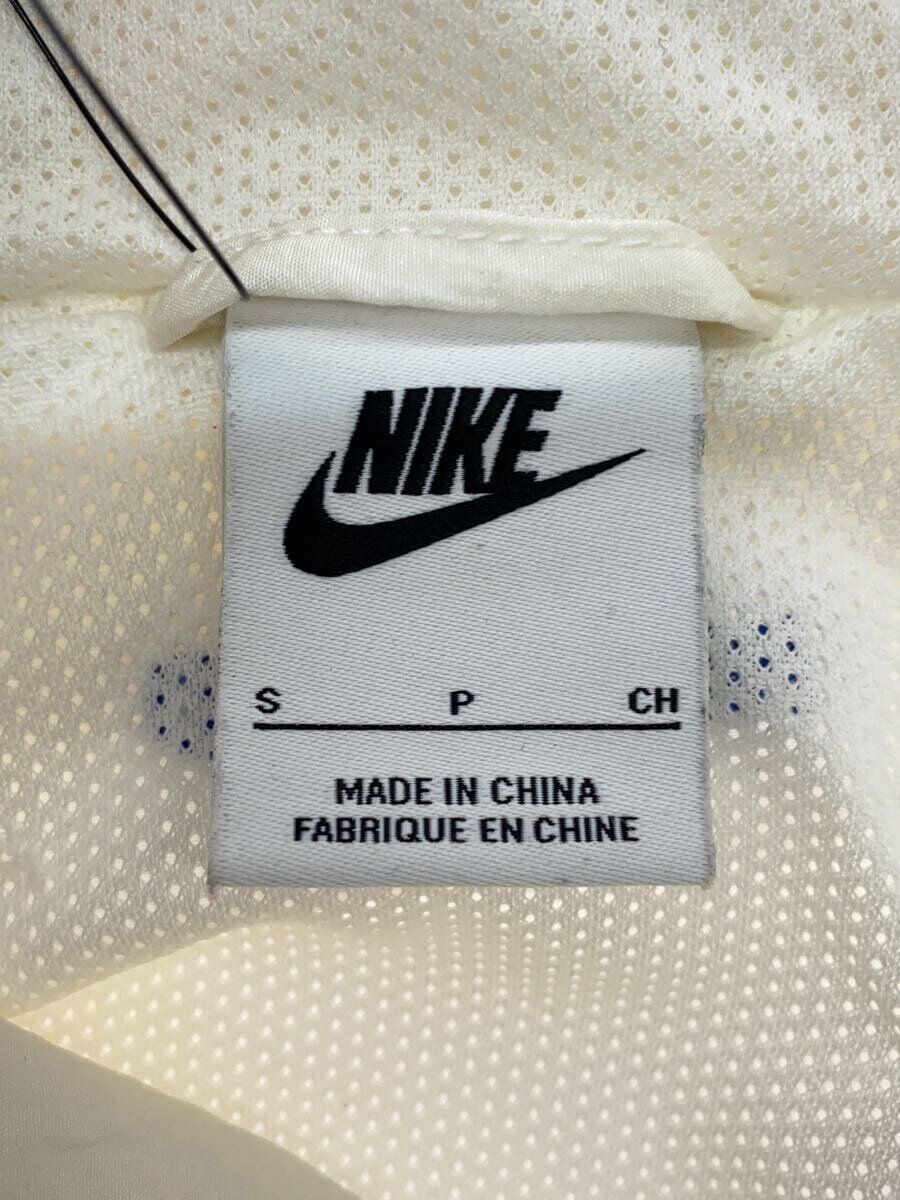 NIKE
S P CH
MADE IN CHINA
FABRIQUE EN CHINE